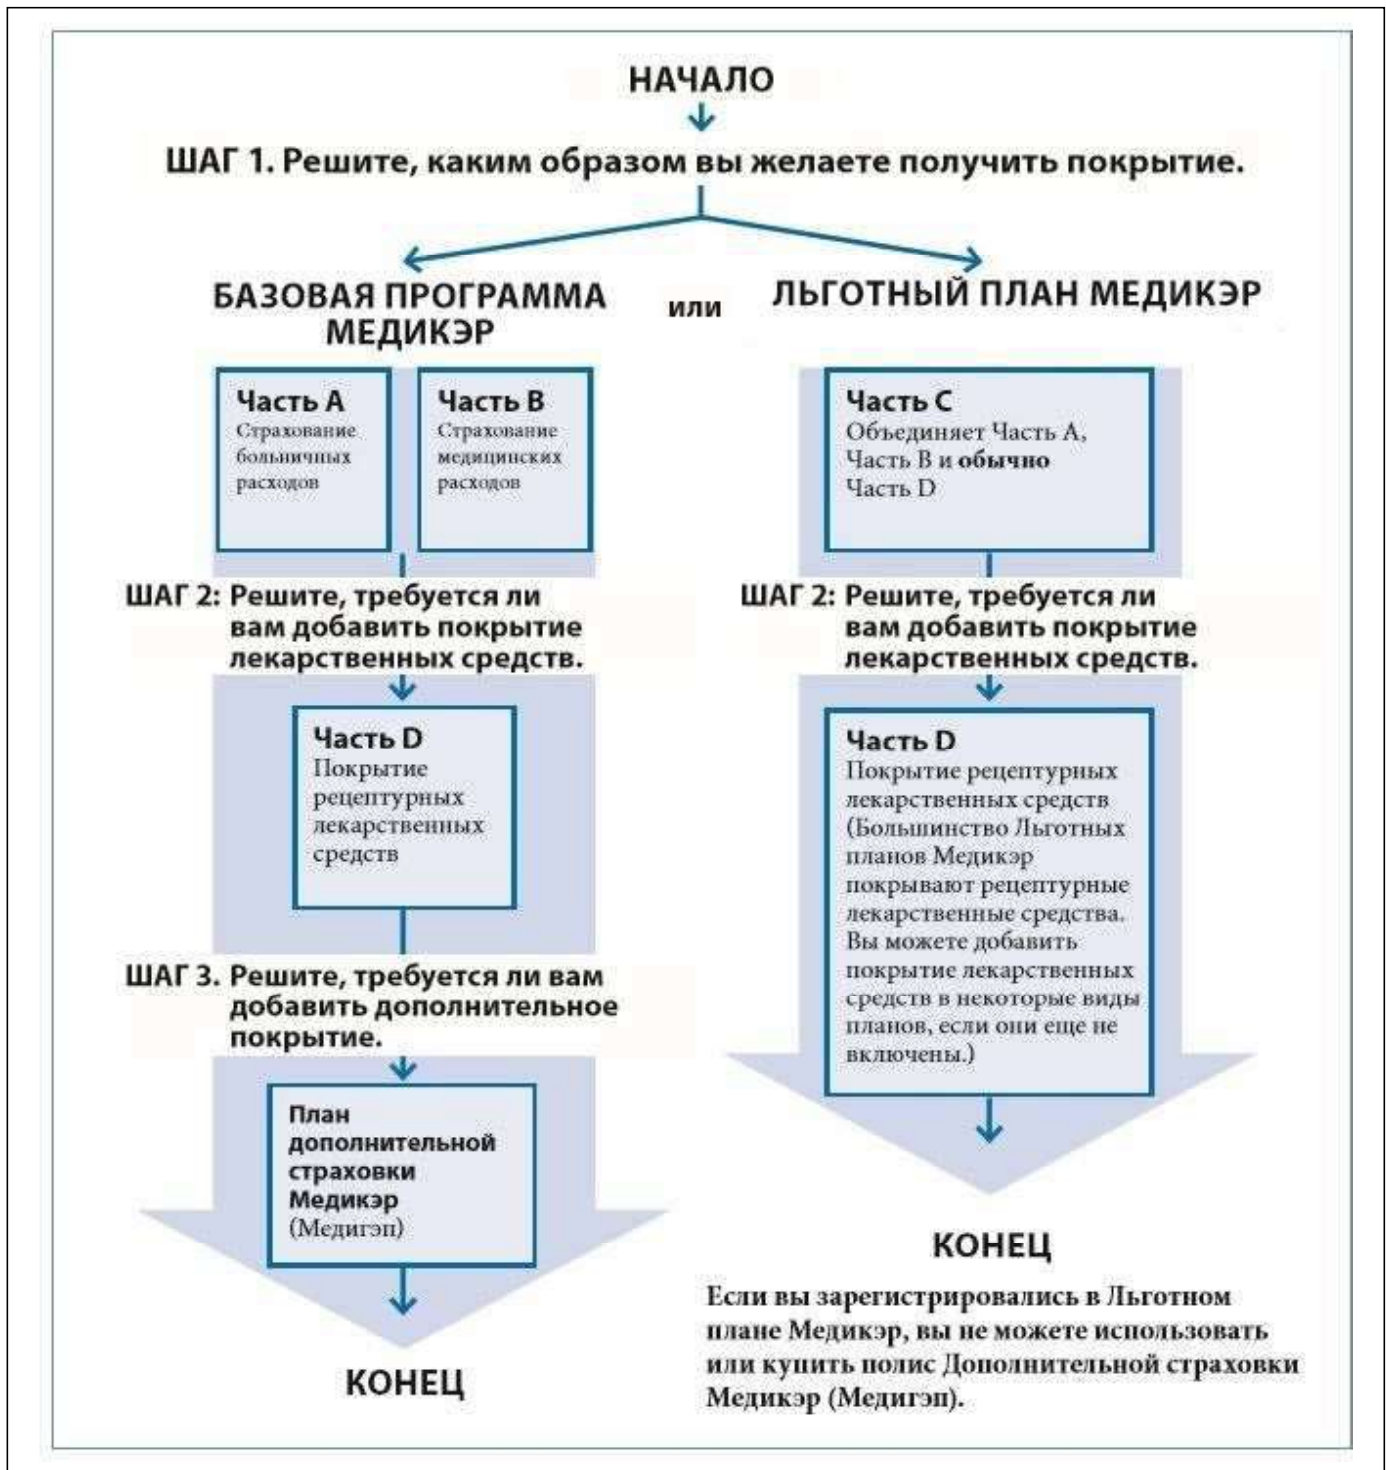 НАЧАЛО
ШАГ 1. Решите, каким образом вы желаете получить покрытие.
БАЗОВАЯ ПРОГРАММА
МЕДИКЭР
или
ЛЬГОТНЫЙ ПЛАН МЕДИКЭР
Часть A
Страхование
больничных
расходов
Часть B
Страхование
медицинских
расходов
Часть C
Объединяет Часть A,
Часть B и обычно
Часть D
ШАГ 2: Решите, требуется ли
вам добавить покрытие
лекарственных средств.
Часть D
Покрытие
рецептурных
лекарственных
средств
ШАГ 3. Решите, требуется ли вам
добавить дополнительное
покрытие.
План
дополнительной
страховки
Медикэр
(Медигэп)
КОНЕЦ
ШАГ 2: Решите, требуется ли
вам добавить покрытие
лекарственных средств.
Часть D
Покрытие рецептурных
лекарственных средств
(Большинство Льготных
планов Медикэр
покрывают рецептурные
лекарственные средства.
Вы можете добавить
покрытие лекарственных
средств в некоторые виды
планов, если они еще не
включены.)
КОНЕЦ
Если вы зарегистрировались в Льготном
плане Медикэр, вы не можете использовать
или купить полис Дополнительной страховки
Медикэр (Медигэп).